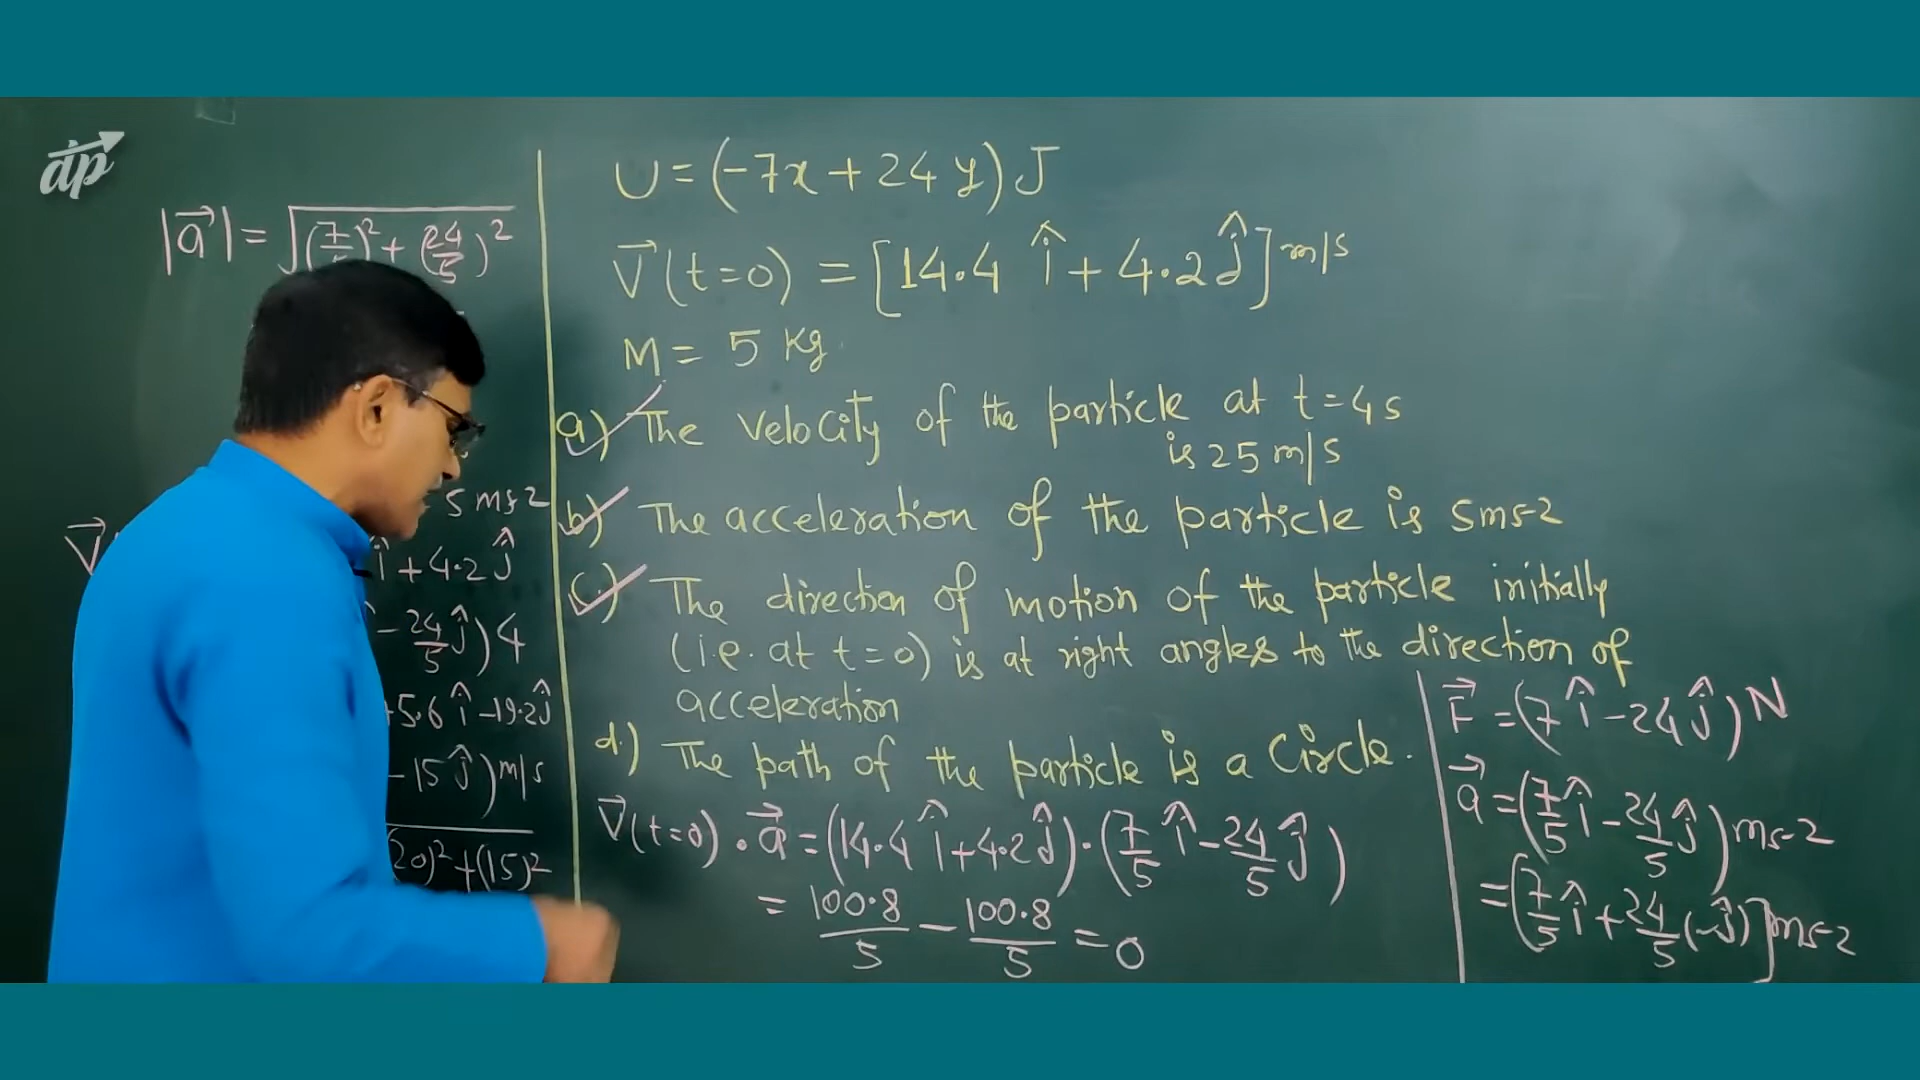 dp
|a⃗| = √(7/5)² + (24/5)²
5 ms-2
V⃗
î + 4.2 ĵ
- 24/5 ĵ) 4
+5.6 î - 19.2 ĵ
- 15 ĵ) m/s
20)² + (15)²
U = (-7x + 24 y) J
V⃗(t=0) = [14.4 î + 4.2 ĵ] m/s
M = 5 Kg
a) The velocity of the particle at t = 4 s
is 25 m/s
b) The acceleration of the particle is 5 ms-2
c) The direction of motion of the particle initially
(i.e. at t=0) is at right angles to the direction of
acceleration
d.) The path of the particle is a Circle.
V⃗(t=0) . a⃗ = (14.4 î + 4.2 ĵ) . (7/5 î - 24/5 ĵ)
= 100.8/5 - 100.8/5 = 0
F⃗ = (7 î - 24 ĵ) N
a⃗ = (7/5 î - 24/5 ĵ) ms-2
= [7/5 î + 24/5 (-ĵ)] ms-2